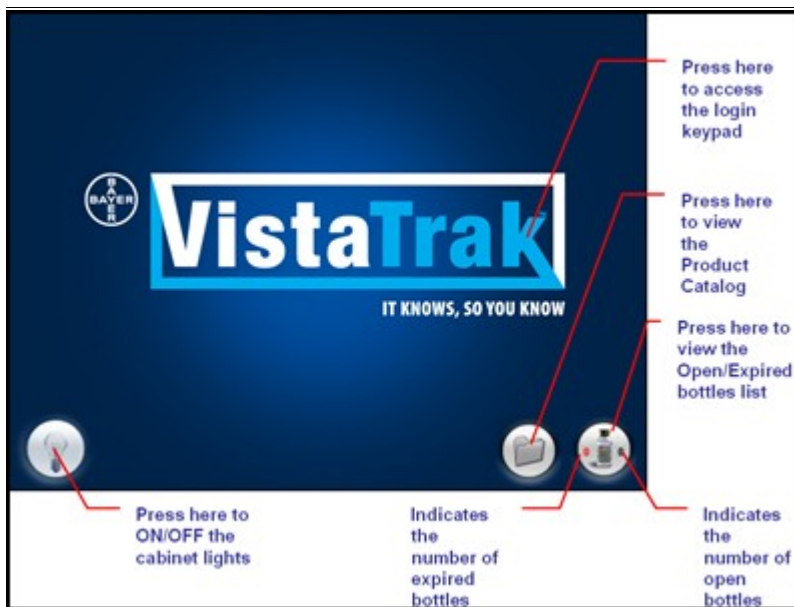 BAYER
BAYER
VistaTrak
IT KNOWS, SO YOU KNOW
Press here
to access
the login
keypad
Press here
to view
the
Product
Catalog
Press here to
view the
Open/Expired
bottles list
Press here to
ON/OFF the
cabinet lights
Indicates
the
number of
expired
bottles
Indicates
the
number of
open
bottles